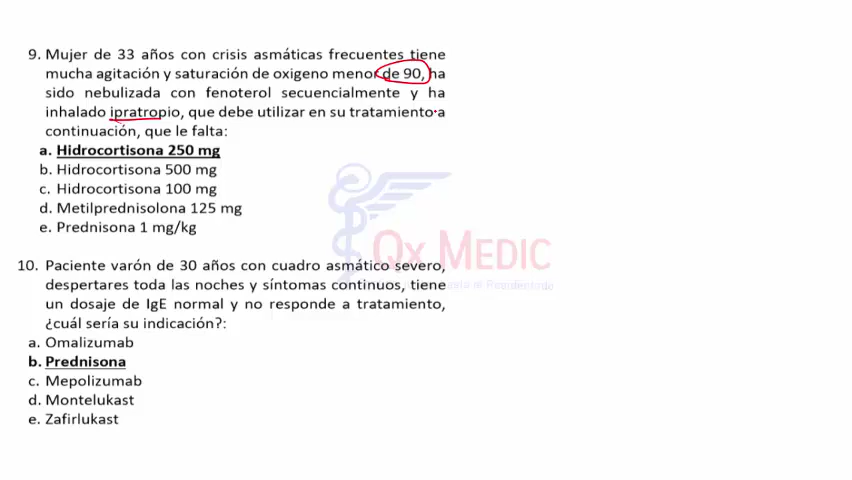 9. Mujer de 33 años con crisis asmáticas frecuentes tiene
mucha agitación y saturación de oxigeno menor de 90, ha
sido nebulizada con fenoterol secuencialmente y ha
inhalado ipratropio, que debe utilizar en su tratamiento a
continuación, que le falta:
a. Hidrocortisona 250 mg
b. Hidrocortisona 500 mg
c. Hidrocortisona 100 mg
d. Metilprednisolona 125 mg
e. Prednisona 1 mg/kg
Qx MEDIC
10. Paciente varón de 30 años con cuadro asmático severo,
despertares toda las noches y síntomas continuos, tiene
un dosaje de IgE normal y no responde a tratamiento,
¿cuál sería su indicación?:
a. Omalizumab
b. Prednisona
c. Mepolizumab
d. Montelukast
e. Zafirlukast